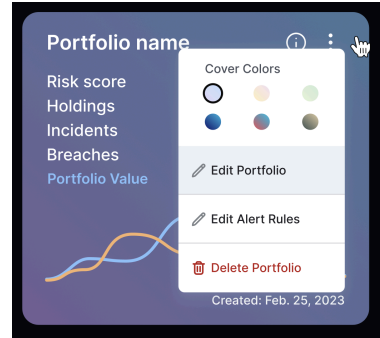 Portfolio name
Risk score
Holdings
Incidents
Breaches
Portfolio Value
Cover Colors
Edit Portfolio
Edit Alert Rules
Delete Portfolio
Created: Feb. 25, 2023